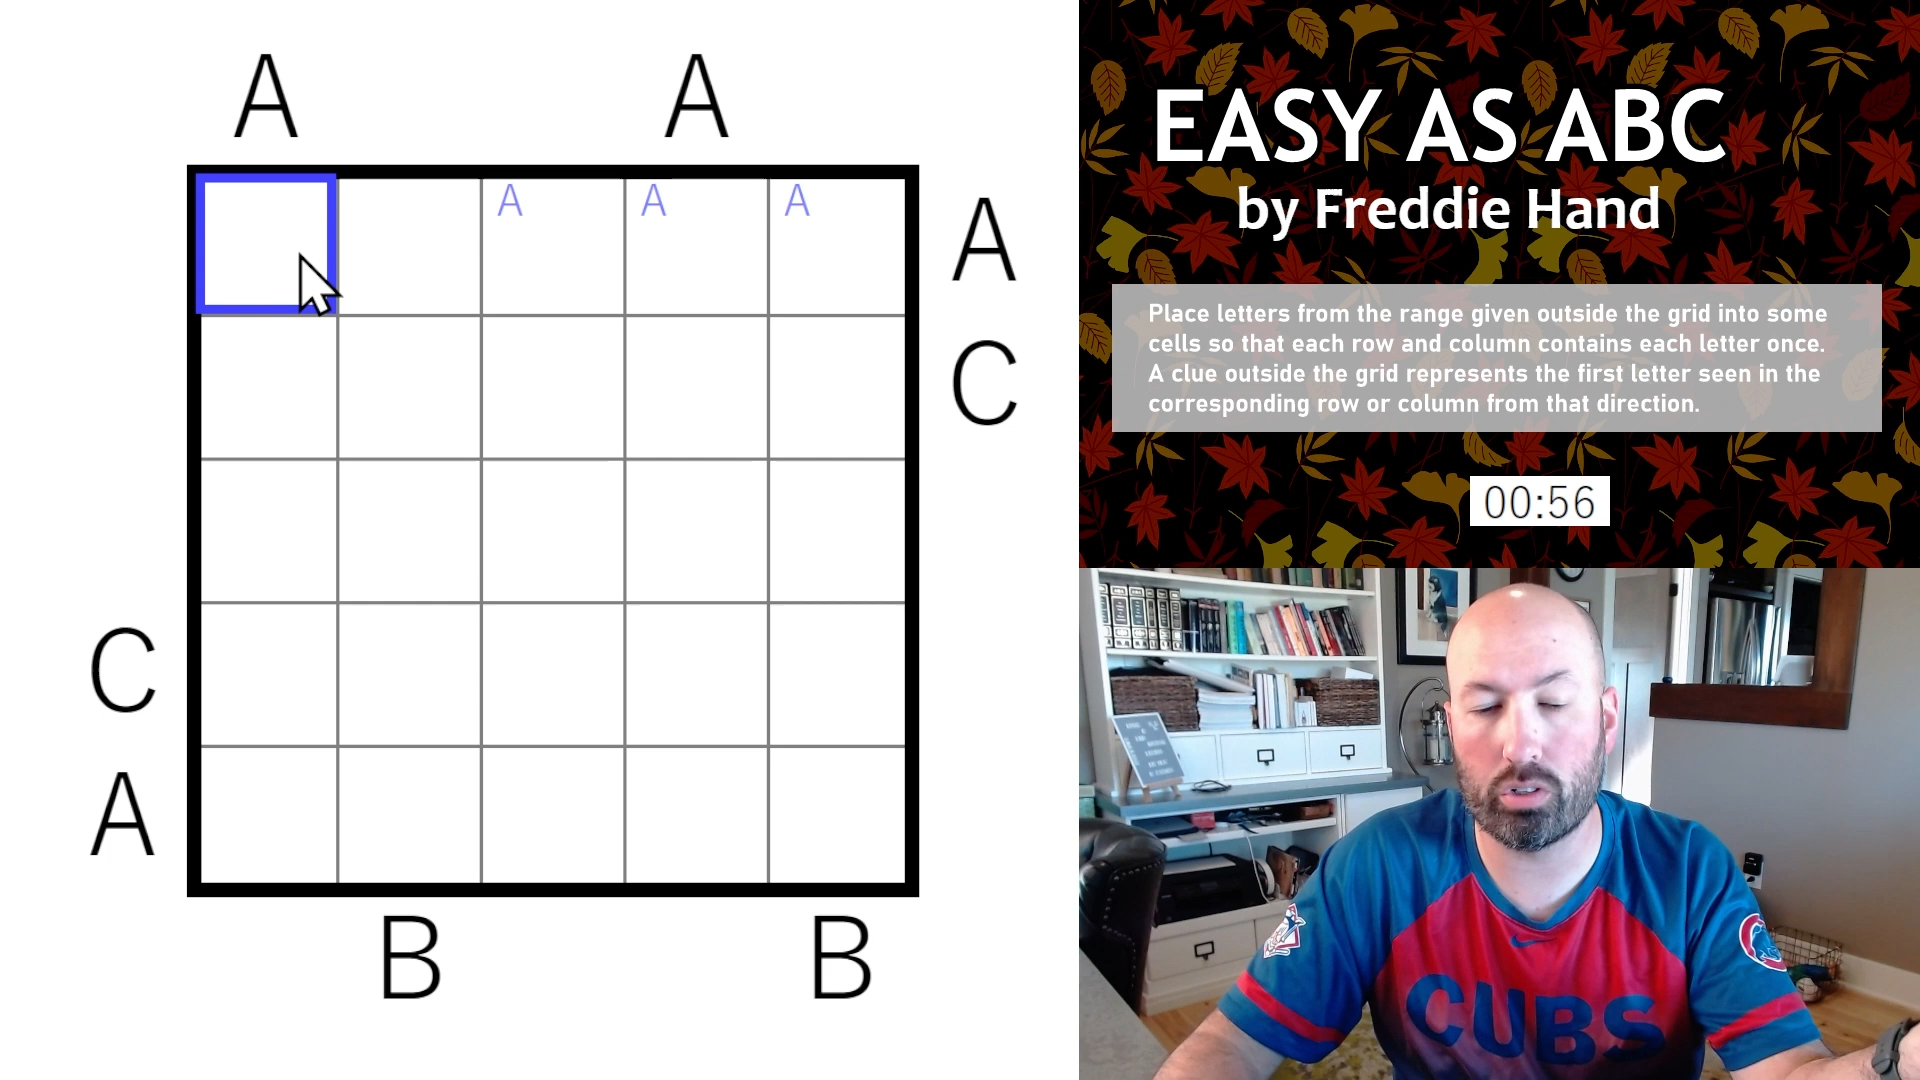 A A
A A A
A
C
C
A
B B
EASY AS ABC
by Freddie Hand
Place letters from the range given outside the grid into some
cells so that each row and column contains each letter once.
A clue outside the grid represents the first letter seen in the
corresponding row or column from that direction.
00:56
CUBS